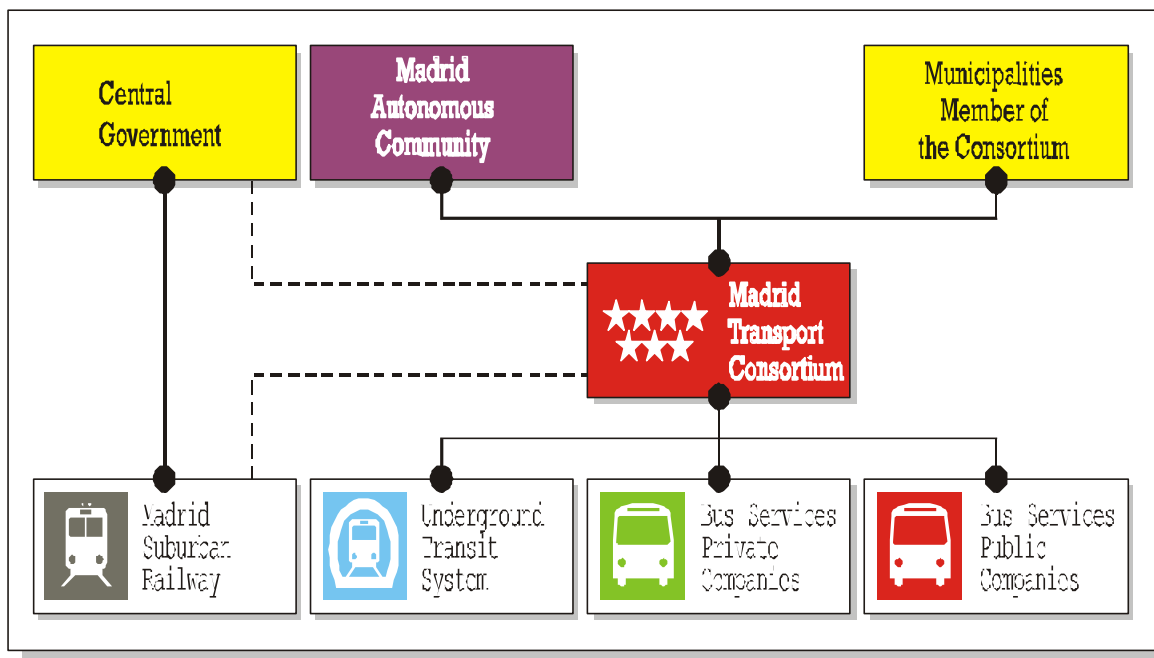 Central
Government
Madrid
Autonomous
Community
Municipalities
Member of
the Consortium
Madrid
Transport
Consortium
Madrid
Suburban
Railway
Underground
Transit
System
Bus Services
Private
Companies
Bus Services
Public
Companies